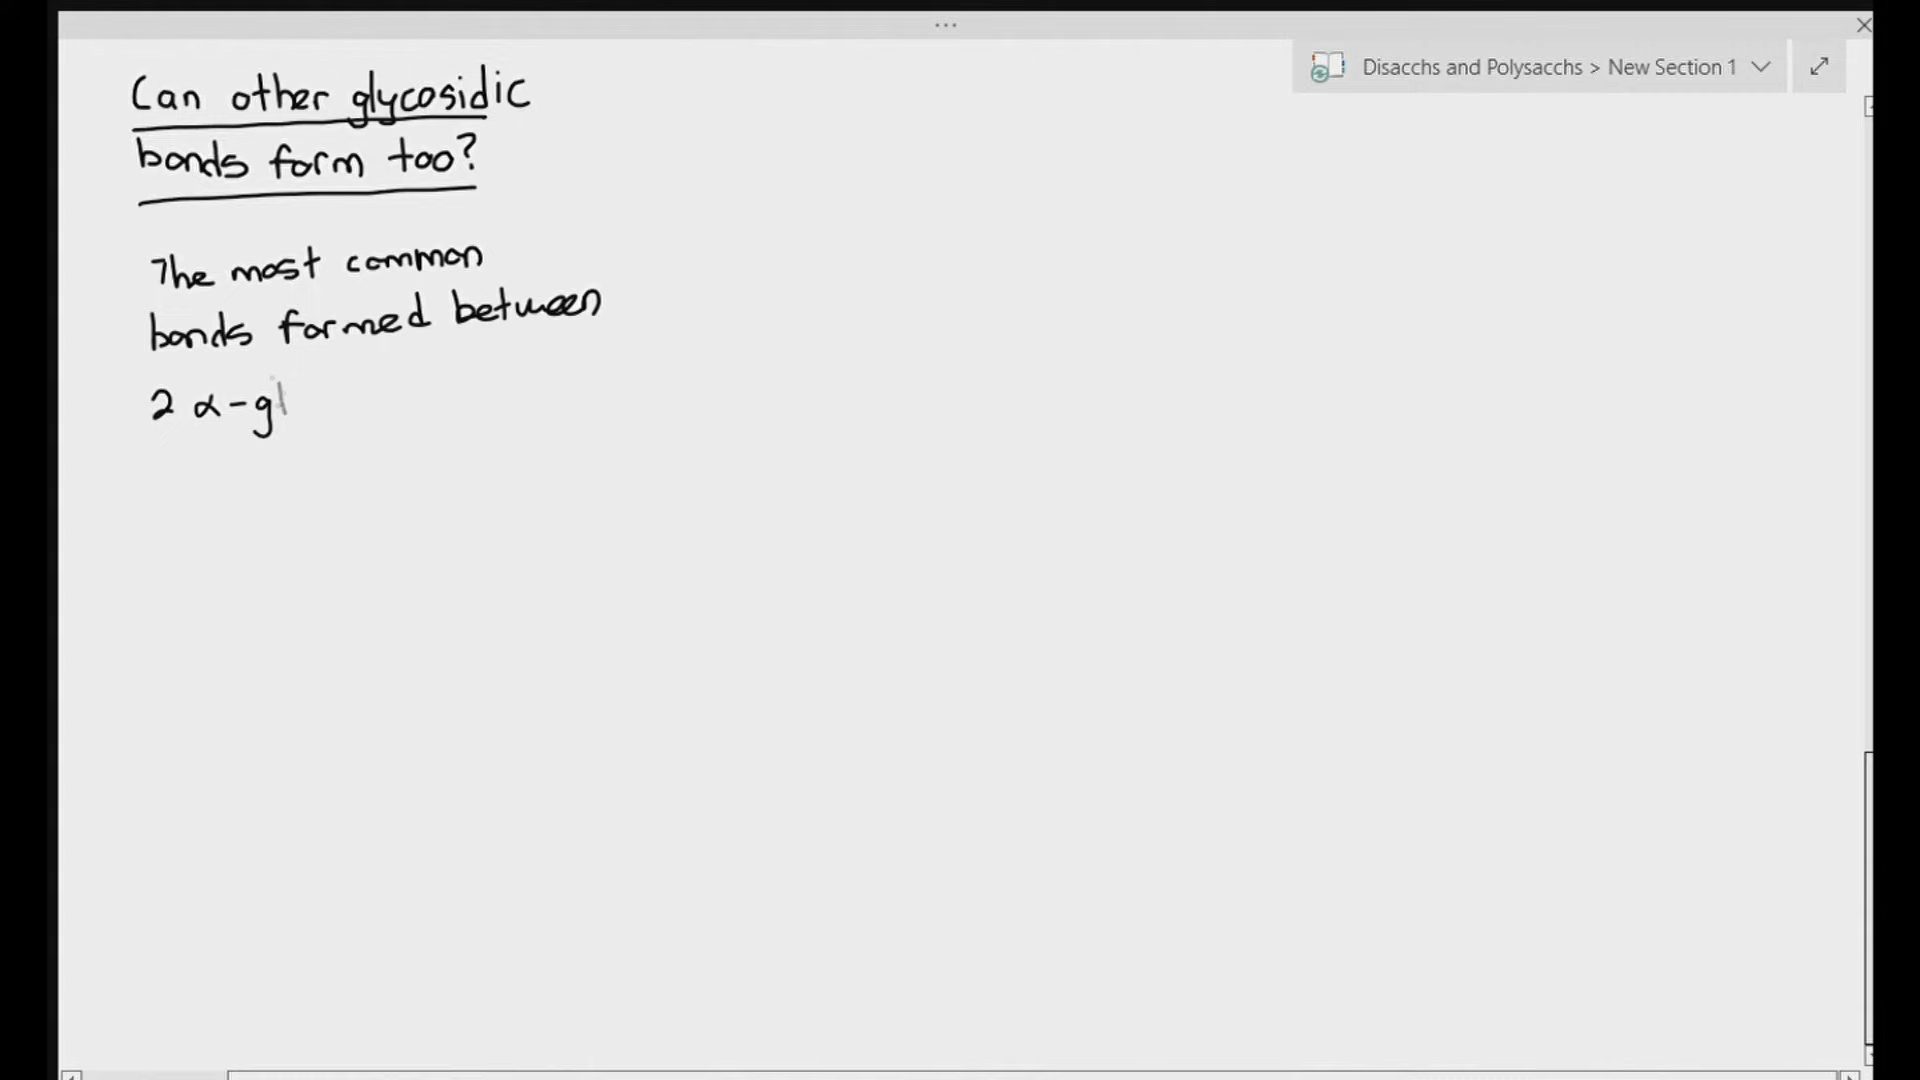 Disacchs and Polysacchs > New Section 1
Can other glycosidic
bonds form too?
The most common
bonds formed between
2 α-gl